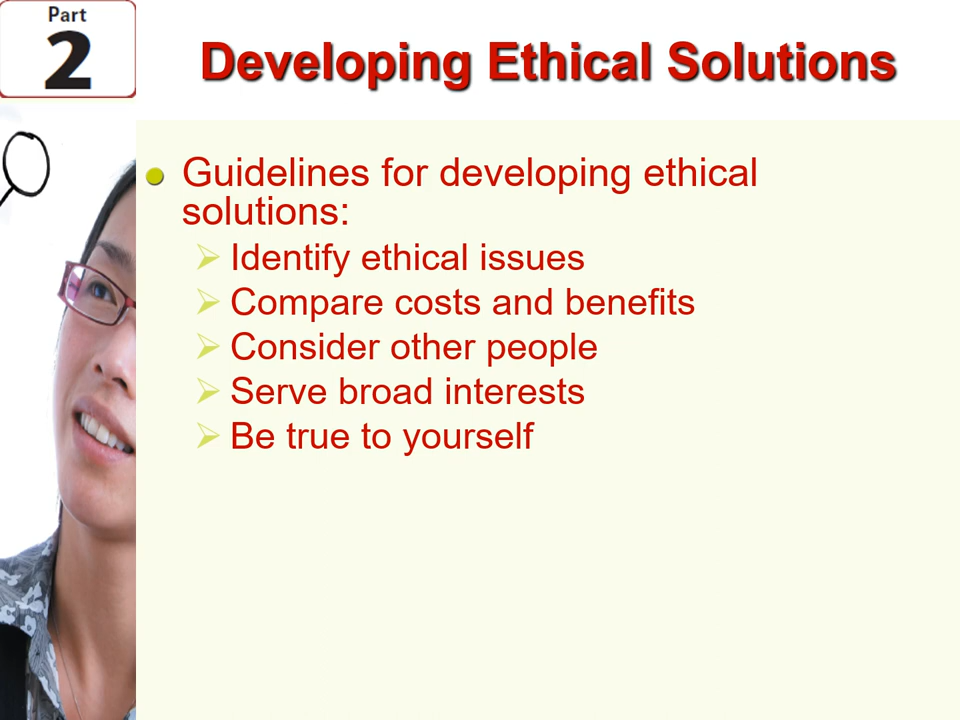 Part
2
Developing Ethical Solutions
Guidelines for developing ethical
solutions:
Identify ethical issues
Compare costs and benefits
Consider other people
Serve broad interests
Be true to yourself